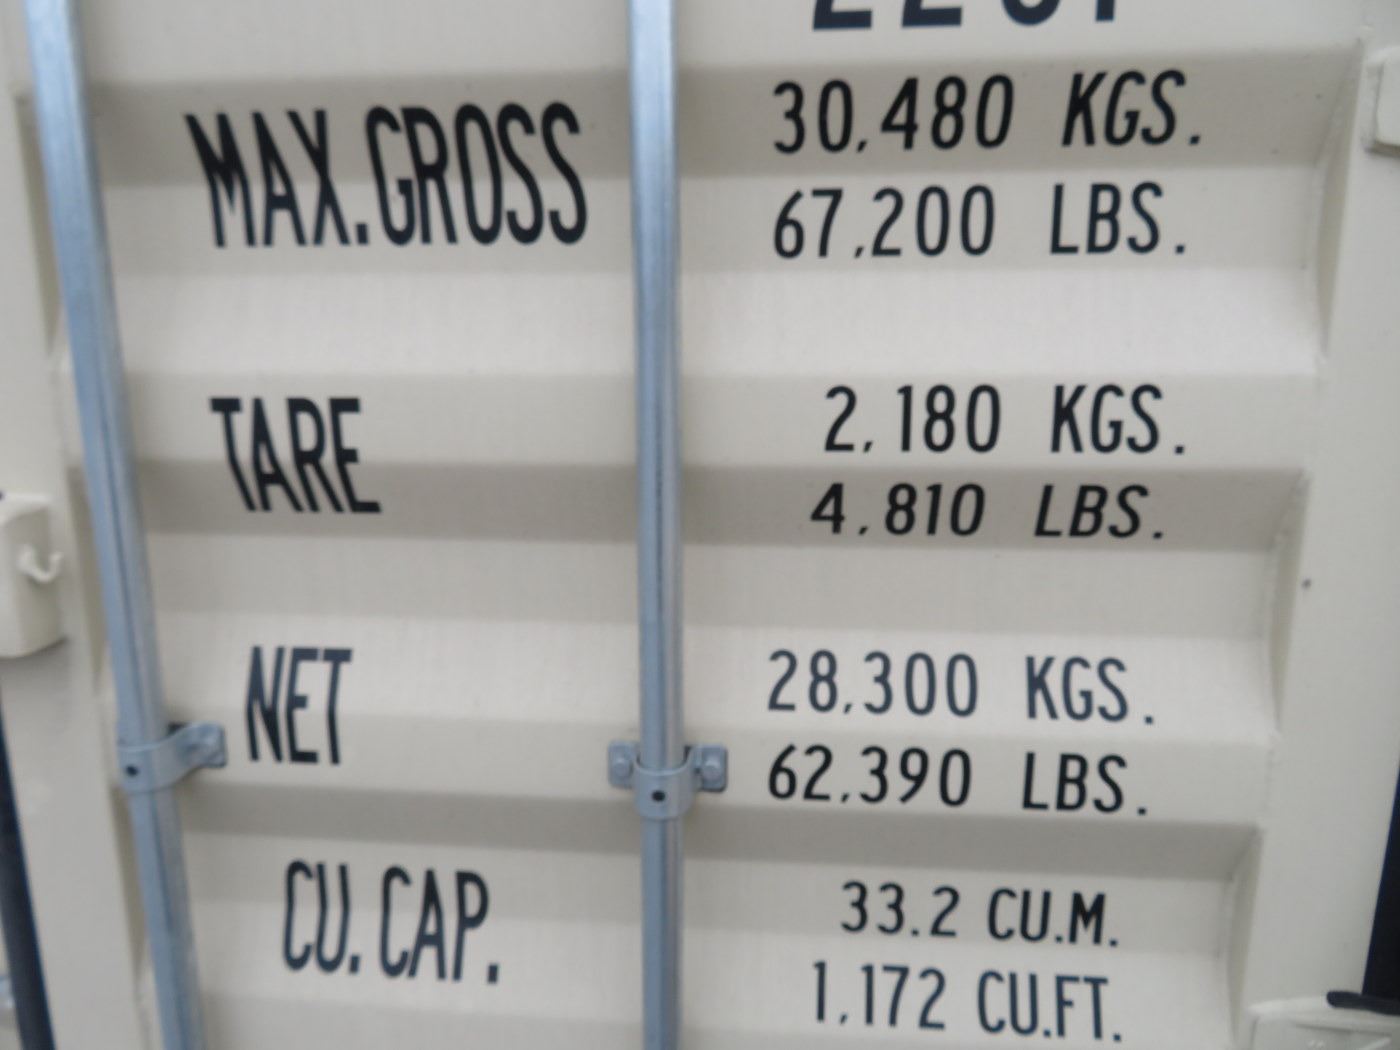 MAX.GROSS 30,480 KGS.
67,200 LBS.
TARE 2,180 KGS.
4,810 LBS.
NET 28,300 KGS.
62,390 LBS.
CU.CAP. 33.2 CU.M.
1,172 CU.FT.